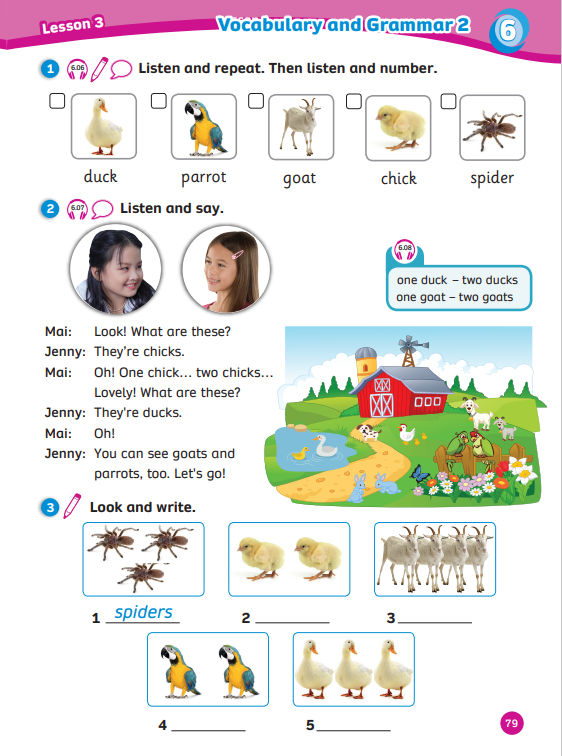 Lesson 3
Vocabulary and Grammar 2
6
1 6.06 Listen and repeat. Then listen and number.
duck parrot goat chick spider
2 6.07 Listen and say.
6.08
one duck – two ducks
one goat – two goats
Mai: Look! What are these?
Jenny: They're chicks.
Mai: Oh! One chick... two chicks...
Lovely! What are these?
Jenny: They're ducks.
Mai: Oh!
Jenny: You can see goats and
parrots, too. Let's go!
3 Look and write.
1 spiders 2 ___________ 3 ___________
4 ___________ 5 ___________
79